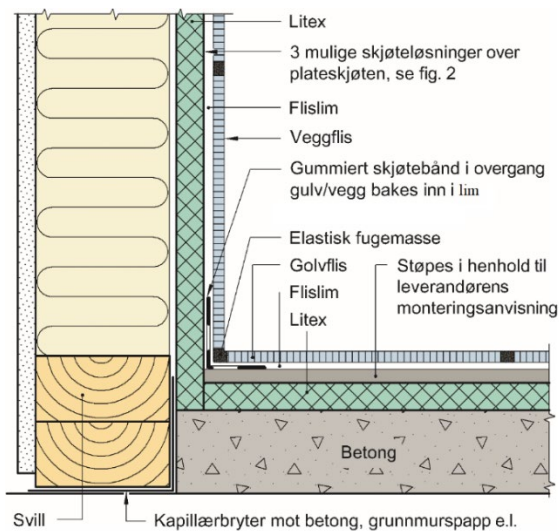 Litex
3 mulige skjøteløsninger over
plateskjøten, se fig. 2
Flislim
Veggflis
Gummiert skjøtebånd i overgang
gulv/vegg bakes inn i lim
Elastisk fugemasse
Golvflis
Flislim
Litex
Støpes i henhold til
leverandørens
monteringsanvisning
Betong
Svill
Kapillærbryter mot betong, grunnmurspapp e.l.